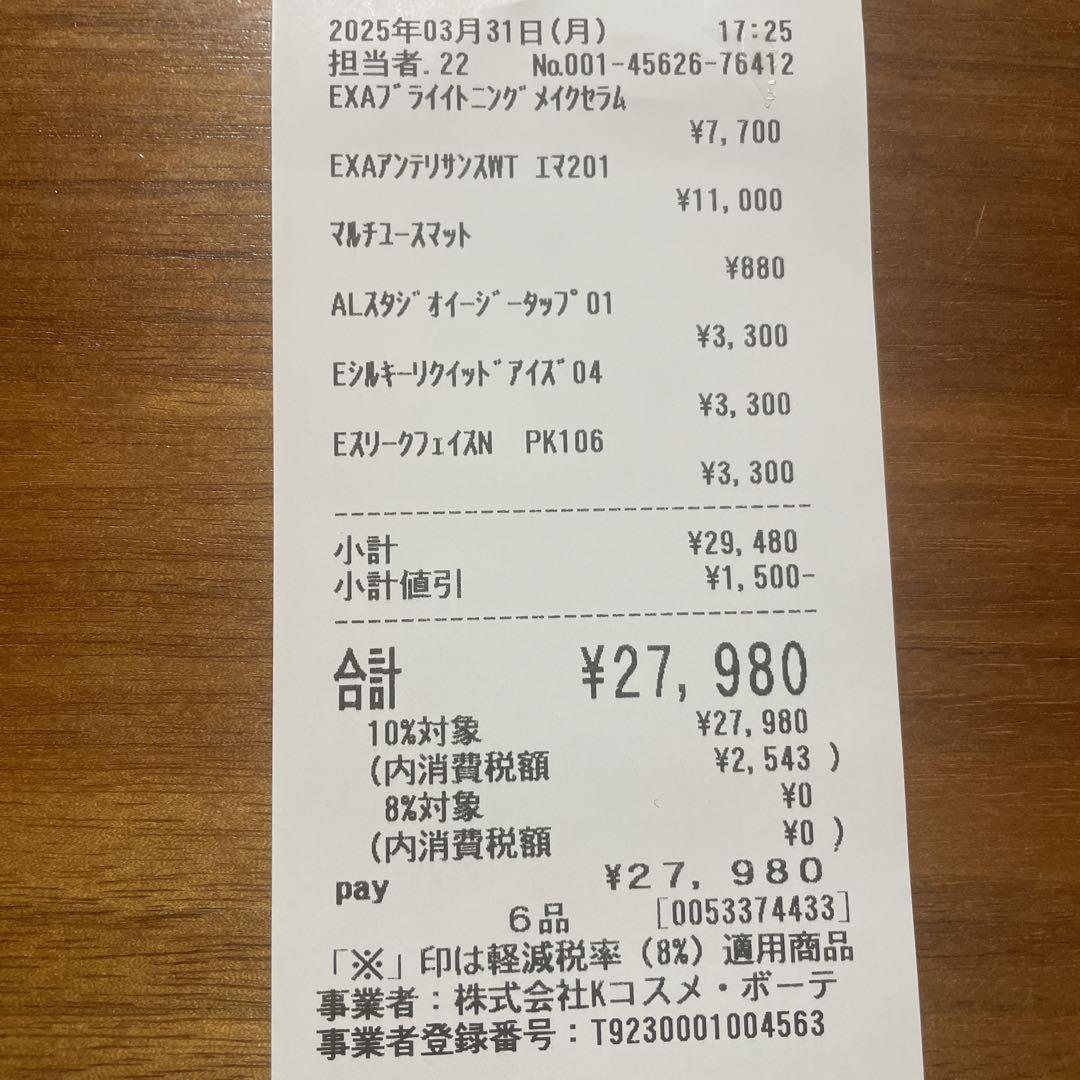 2025年03月31日(月) 17:25
担当者.22 No.001-45626-76412
EXAﾌﾞﾗｲｲﾄﾆﾝｸﾞﾒｲｸｾﾗﾑ
¥7,700
EXAｱﾝﾃﾘｻﾝｽWT ｴﾏ201
¥11,000
ﾏﾙﾁﾕｰｽﾏｯﾄ
¥880
ALｽﾀｼﾞｵｲｰｼﾞｰﾀｯﾌﾟ01
¥3,300
Eｼﾙｷｰﾘｸｲｯﾄﾞｱｲｽﾞ04
¥3,300
EｽﾘｰｸﾌｪｲｽN PK106
¥3,300
小計 ¥29,480
小計値引 ¥1,500-
合計 ¥27,980
10%対象 ¥27,980
(内消費税額 ¥2,543 )
8%対象 ¥0
(内消費税額 ¥0 )
pay ¥27,980
6品 [0053374433]
「※」印は軽減税率(8%)適用商品
事業者:株式会社Kコスメ・ボーテ
事業者登録番号:T9230001004563